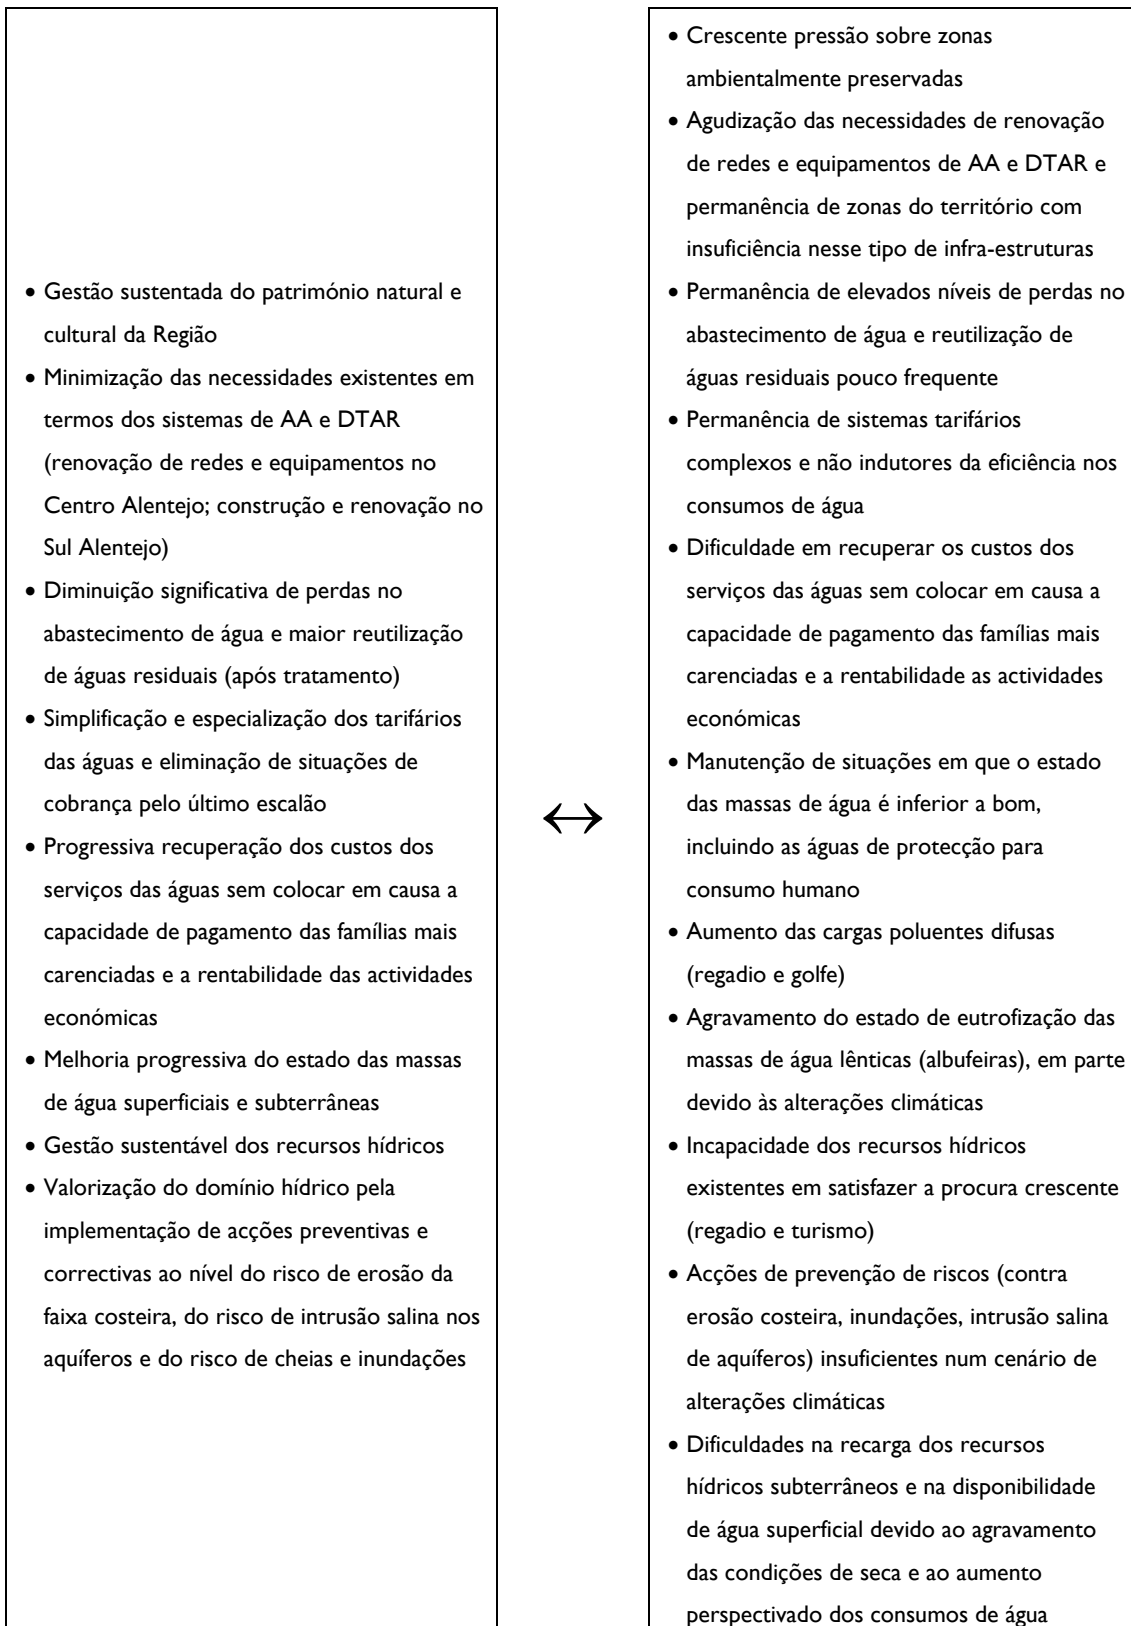 • Gestão sustentada do património natural e
cultural da Região
• Minimização das necessidades existentes em
termos dos sistemas de AA e DTAR
(renovação de redes e equipamentos no
Centro Alentejo; construção e renovação no
Sul Alentejo)
• Diminuição significativa de perdas no
abastecimento de água e maior reutilização
de águas residuais (após tratamento)
• Simplificação e especialização dos tarifários
das águas e eliminação de situações de
cobrança pelo último escalão
• Progressiva recuperação dos custos dos
serviços das águas sem colocar em causa a
capacidade de pagamento das famílias mais
carenciadas e a rentabilidade das actividades
económicas
• Melhoria progressiva do estado das massas
de água superficiais e subterrâneas
• Gestão sustentável dos recursos hídricos
• Valorização do domínio hídrico pela
implementação de acções preventivas e
correctivas ao nível do risco de erosão da
faixa costeira, do risco de intrusão salina nos
aquíferos e do risco de cheias e inundações
↔
• Crescente pressão sobre zonas
ambientalmente preservadas
• Agudização das necessidades de renovação
de redes e equipamentos de AA e DTAR e
permanência de zonas do território com
insuficiência nesse tipo de infra-estruturas
• Permanência de elevados níveis de perdas no
abastecimento de água e reutilização de
águas residuais pouco frequente
• Permanência de sistemas tarifários
complexos e não indutores da eficiência nos
consumos de água
• Dificuldade em recuperar os custos dos
serviços das águas sem colocar em causa a
capacidade de pagamento das famílias mais
carenciadas e a rentabilidade as actividades
económicas
• Manutenção de situações em que o estado
das massas de água é inferior a bom,
incluindo as águas de protecção para
consumo humano
• Aumento das cargas poluentes difusas
(regadio e golfe)
• Agravamento do estado de eutrofização das
massas de água lênticas (albufeiras), em parte
devido às alterações climáticas
• Incapacidade dos recursos hídricos
existentes em satisfazer a procura crescente
(regadio e turismo)
• Acções de prevenção de riscos (contra
erosão costeira, inundações, intrusão salina
de aquíferos) insuficientes num cenário de
alterações climáticas
• Dificuldades na recarga dos recursos
hídricos subterrâneos e na disponibilidade
de água superficial devido ao agravamento
das condições de seca e ao aumento
perspectivado dos consumos de água